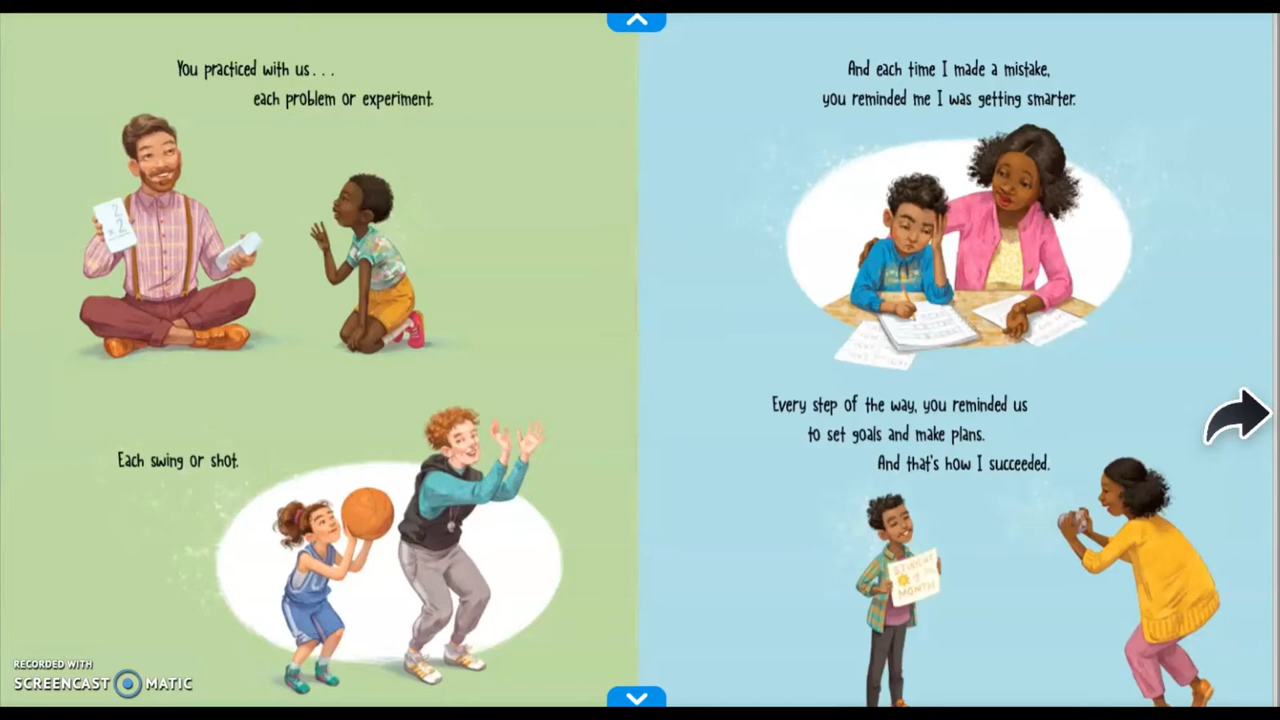 You practiced with us...
each problem or experiment.
2
x 2
Each swing or shot.
RECORDED WITH
SCREENCAST MATIC
And each time I made a mistake,
you reminded me I was getting smarter.
Every step of the way, you reminded us
to set goals and make plans.
And that's how I succeeded.
STUDENT
of the
MONTH